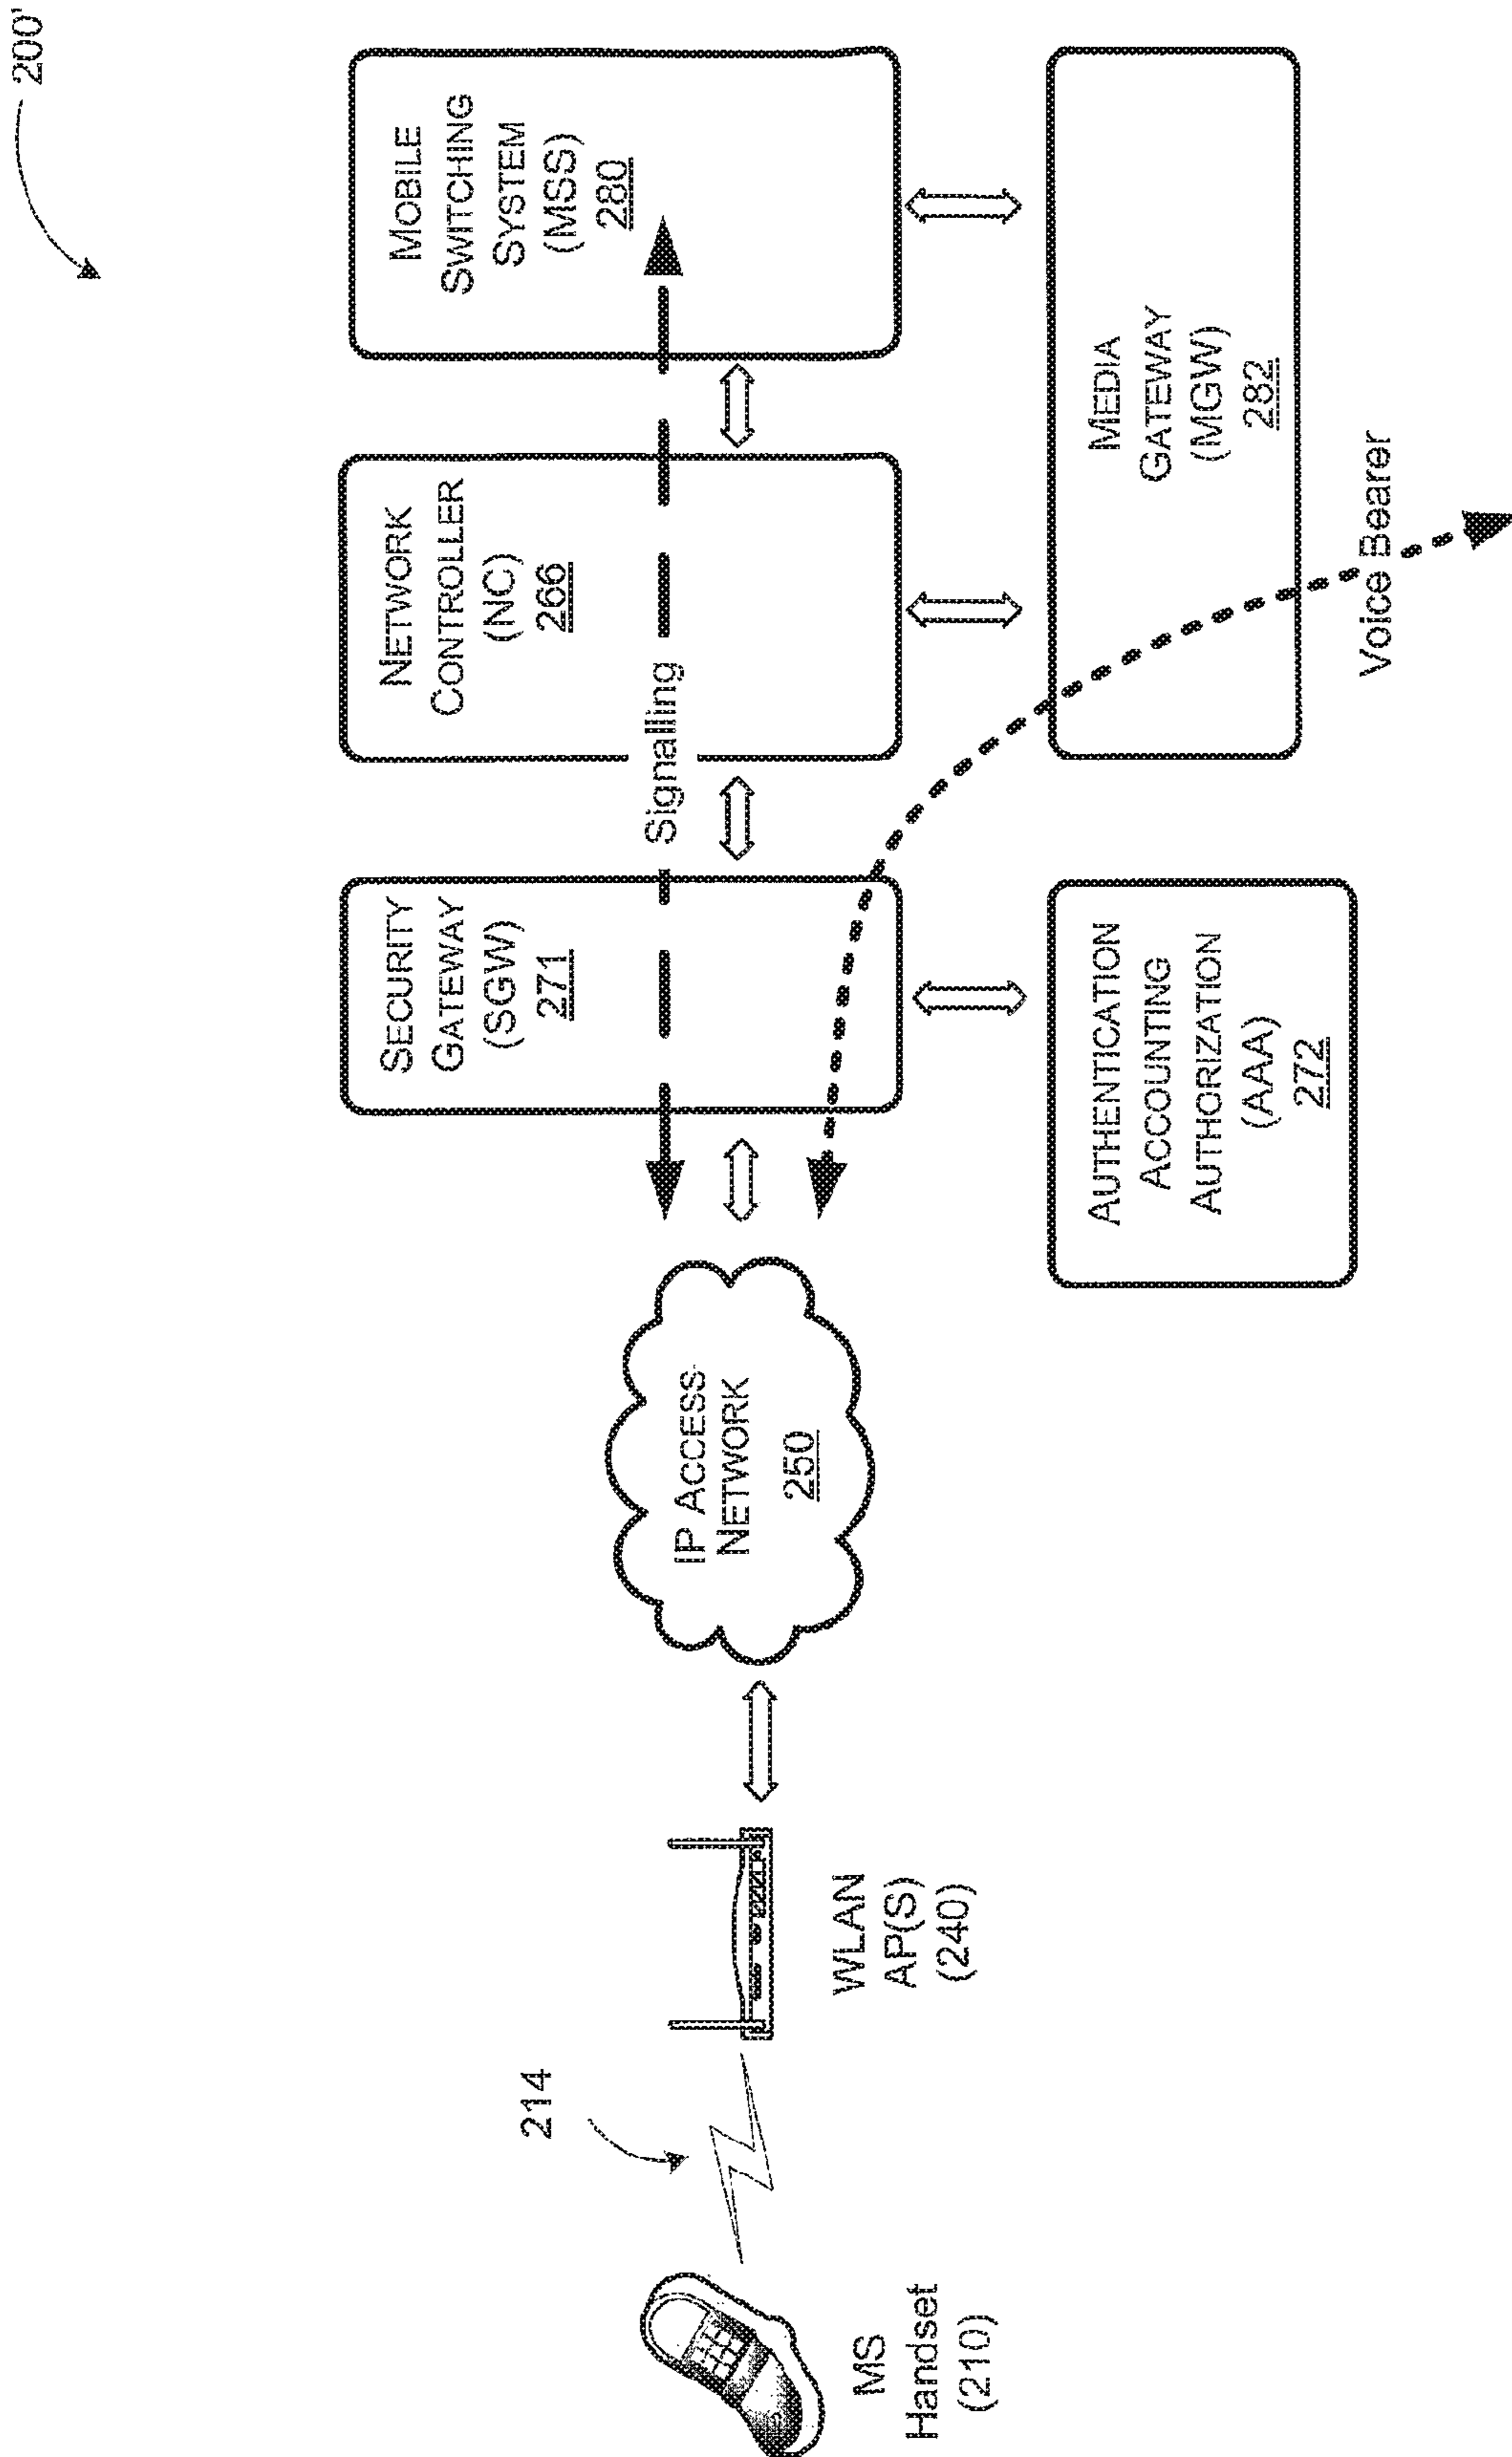 200'
MS
Handset
(210)
214
WLAN
AP(S)
(240)
IP ACCESS
NETWORK
250
SECURITY
GATEWAY
(SGW)
271
Signalling
NETWORK
CONTROLLER
(NC)
266
MOBILE
SWITCHING
SYSTEM
(MSS)
280
AUTHENTICATION
ACCOUNTING
AUTHORIZATION
(AAA)
272
MEDIA
GATEWAY
(MGW)
282
Voice Bearer